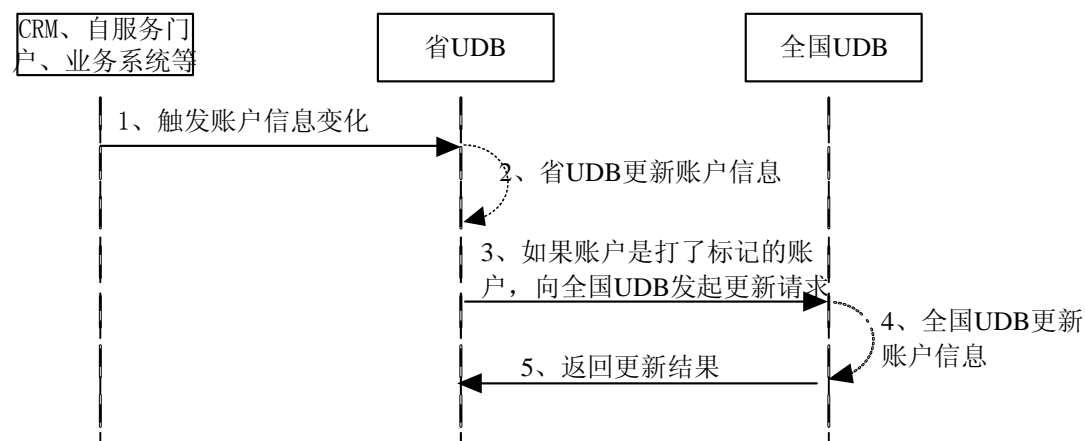 CRM、自服务门
户、业务系统等
省UDB
全国UDB
1、触发账户信息变化
2、省UDB更新账户信息
3、如果账户是打了标记的账
户，向全国UDB发起更新请求
4、全国UDB更新
账户信息
5、返回更新结果